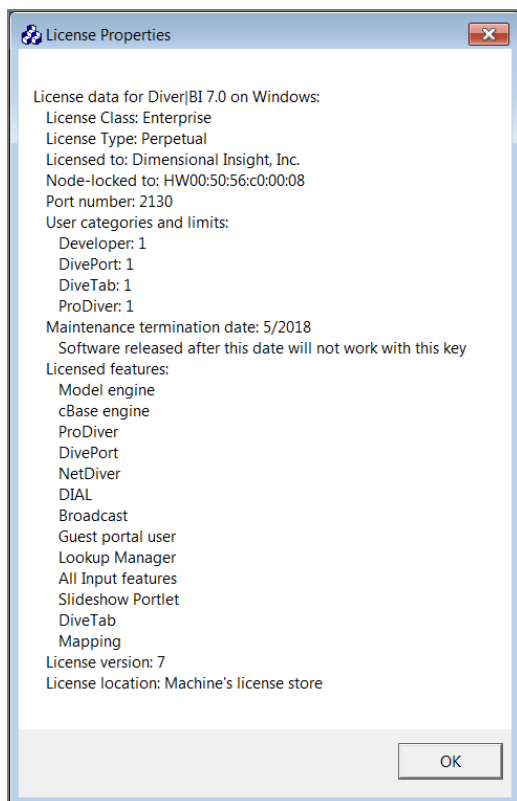 License Properties
License data for Diver|BI 7.0 on Windows:
License Class: Enterprise
License Type: Perpetual
Licensed to: Dimensional Insight, Inc.
Node-locked to: HW00:50:56:c0:00:08
Port number: 2130
User categories and limits:
Developer: 1
DivePort: 1
DiveTab: 1
ProDiver: 1
Maintenance termination date: 5/2018
Software released after this date will not work with this key
Licensed features:
Model engine
cBase engine
ProDiver
DivePort
NetDiver
DIAL
Broadcast
Guest portal user
Lookup Manager
All Input features
Slideshow Portlet
DiveTab
Mapping
License version: 7
License location: Machine's license store
OK